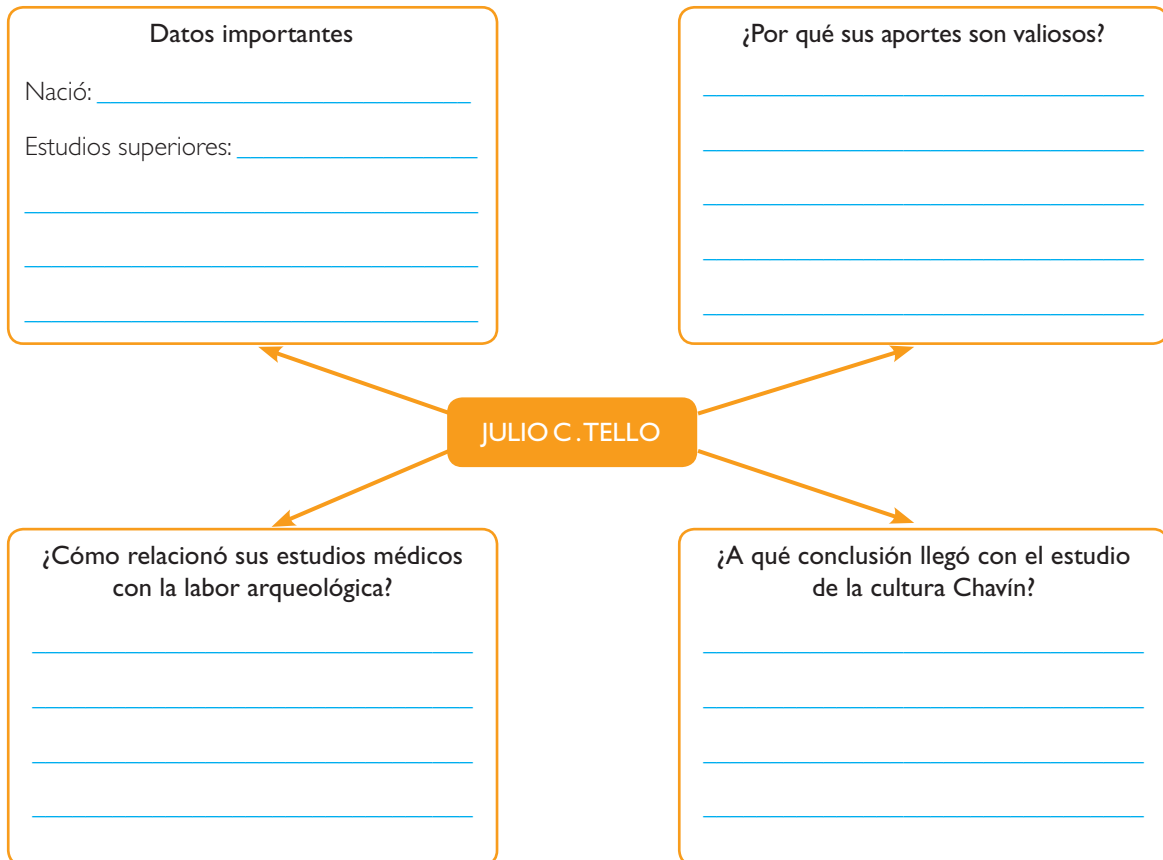 Datos importantes
Nació:
Estudios superiores:
¿Por qué sus aportes son valiosos?
JULIO C .TELLO
¿Cómo relacionó sus estudios médicos
con la labor arqueológica?
¿A qué conclusión llegó con el estudio
de la cultura Chavín?